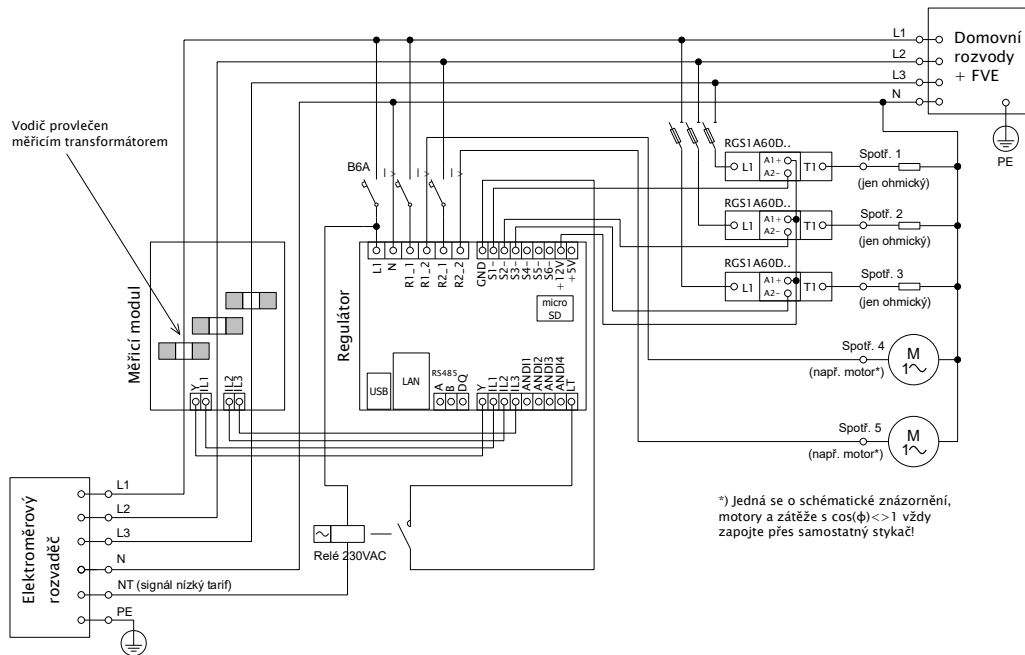 L1
L2
L3
N
Domovní
rozvody
+ FVE
PE
Vodič provlečen
měřicím transformátorem
B6A
I >
I >
I >
RGS1A60D..
L1
A1+
A2-
T1
Spotř. 1
(jen ohmický)
RGS1A60D..
L1
A1+
A2-
T1
Spotř. 2
(jen ohmický)
RGS1A60D..
L1
A1+
A2-
T1
Spotř. 3
(jen ohmický)
Měřicí modul
Y
IL1
IL2
IL3
Regulátor
L1
N
R1_1
R1_2
R2_1
R2_2
GND
S1-
S2-
S3-
S4-
S5-
S6-
+12V
+5V
micro
SD
USB
LAN
RS485
A
B
DQ
Y
IL1
IL2
IL3
ANDI1
ANDI2
ANDI3
ANDI4
LT
Spotř. 4
(např. motor*)
M
1~
Spotř. 5
(např. motor*)
M
1~
*) Jedná se o schématické znázornění,
motory a zátěže s cos(ϕ)<>1 vždy
zapojte přes samostatný stykač!
Elektroměrový
rozvaděč
L1
L2
L3
N
NT (signál nízký tarif)
PE
~
Relé 230VAC